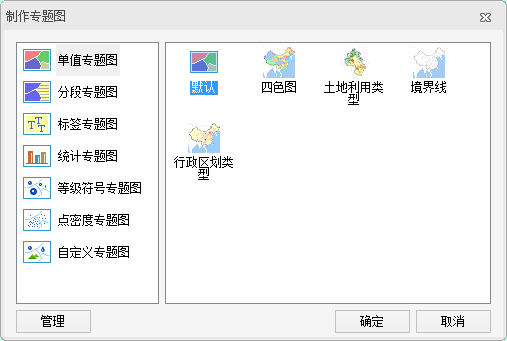 制作专题图
单值专题图
分段专题图
标签专题图
统计专题图
等级符号专题图
点密度专题图
自定义专题图
默认
四色图
土地利用类
型
境界线
行政区划类
型
管理
确定
取消